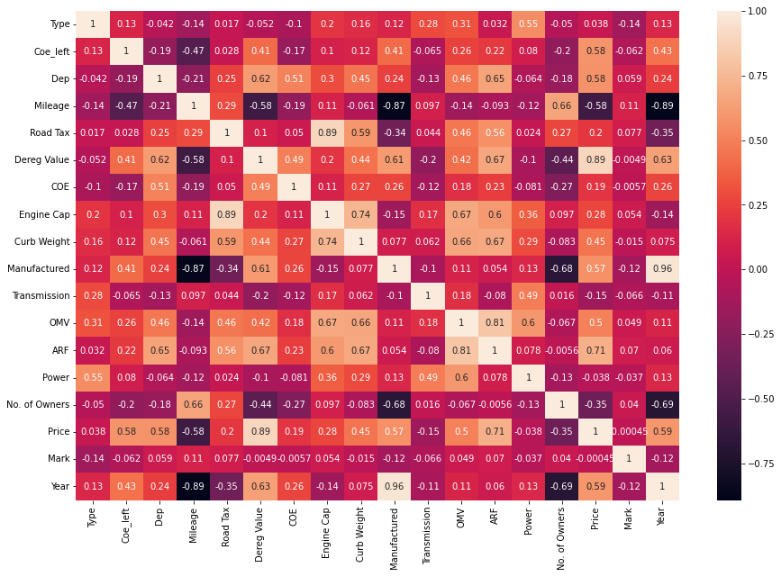 Type 1 0.13 -0.042 -0.14 0.017 -0.052 -0.1 0.2 0.16 0.12 0.28 0.31 0.032 0.55 -0.05 0.038 -0.14 0.13
Coe_left 0.13 1 -0.19 -0.47 0.028 0.41 -0.17 0.1 0.12 0.41 -0.065 0.26 0.22 0.08 -0.2 0.58 -0.062 0.43
Dep -0.042 -0.19 1 -0.21 0.25 0.62 0.51 0.3 0.45 0.24 -0.13 0.46 0.65 -0.064 -0.18 0.58 0.059 0.24
Mileage -0.14 -0.47 -0.21 1 0.29 -0.58 -0.19 0.11 -0.061 -0.87 0.097 -0.14 -0.093 -0.12 0.66 -0.58 0.11 -0.89
Road Tax 0.017 0.028 0.25 0.29 1 0.1 0.05 0.89 0.59 -0.34 0.044 0.46 0.56 0.024 0.27 0.2 0.077 -0.35
Dereg Value -0.052 0.41 0.62 -0.58 0.1 1 0.49 0.2 0.44 0.61 -0.2 0.42 0.67 -0.1 -0.44 0.89 -0.0049 0.63
COE -0.1 -0.17 0.51 -0.19 0.05 0.49 1 0.11 0.27 0.26 -0.12 0.18 0.23 -0.081 -0.27 0.19 -0.0057 0.26
Engine Cap 0.2 0.1 0.3 0.11 0.89 0.2 0.11 1 0.74 -0.15 0.17 0.67 0.6 0.36 0.097 0.28 0.054 -0.14
Curb Weight 0.16 0.12 0.45 -0.061 0.59 0.44 0.27 0.74 1 0.077 0.062 0.66 0.67 0.29 -0.083 0.45 -0.015 0.075
Manufactured 0.12 0.41 0.24 -0.87 -0.34 0.61 0.26 -0.15 0.077 1 -0.1 0.11 0.054 0.13 -0.68 0.57 -0.12 0.96
Transmission 0.28 -0.065 -0.13 0.097 0.044 -0.2 -0.12 0.17 0.062 -0.1 1 0.18 -0.08 0.49 0.016 -0.15 -0.066 -0.11
OMV 0.31 0.26 0.46 -0.14 0.46 0.42 0.18 0.67 0.66 0.11 0.18 1 0.81 0.6 -0.067 0.5 0.049 0.11
ARF 0.032 0.22 0.65 -0.093 0.56 0.67 0.23 0.6 0.67 0.054 -0.08 0.81 1 0.078 -0.0056 0.71 0.07 0.06
Power 0.55 0.08 -0.064 -0.12 0.024 -0.1 -0.081 0.36 0.29 0.13 0.49 0.6 0.078 1 -0.13 -0.038 -0.037 0.13
No. of Owners -0.05 -0.2 -0.18 0.66 0.27 -0.44 -0.27 0.097 -0.083 -0.68 0.016 -0.067 -0.0056 -0.13 1 -0.35 0.04 -0.69
Price 0.038 0.58 0.58 -0.58 0.2 0.89 0.19 0.28 0.45 0.57 -0.15 0.5 0.71 -0.038 -0.35 1 -0.00045 0.59
Mark -0.14 -0.062 0.059 0.11 0.077 -0.0049 -0.0057 0.054 -0.015 -0.12 -0.066 0.049 0.07 -0.037 0.04 -0.00045 1 -0.12
Year 0.13 0.43 0.24 -0.89 -0.35 0.63 0.26 -0.14 0.075 0.96 -0.11 0.11 0.06 0.13 -0.69 0.59 -0.12 1
Type Coe_left Dep Mileage Road Tax Dereg Value COE Engine Cap Curb Weight Manufactured Transmission OMV ARF Power No. of Owners Price Mark Year
1.00
0.75
0.50
0.25
0.00
-0.25
-0.50
-0.75